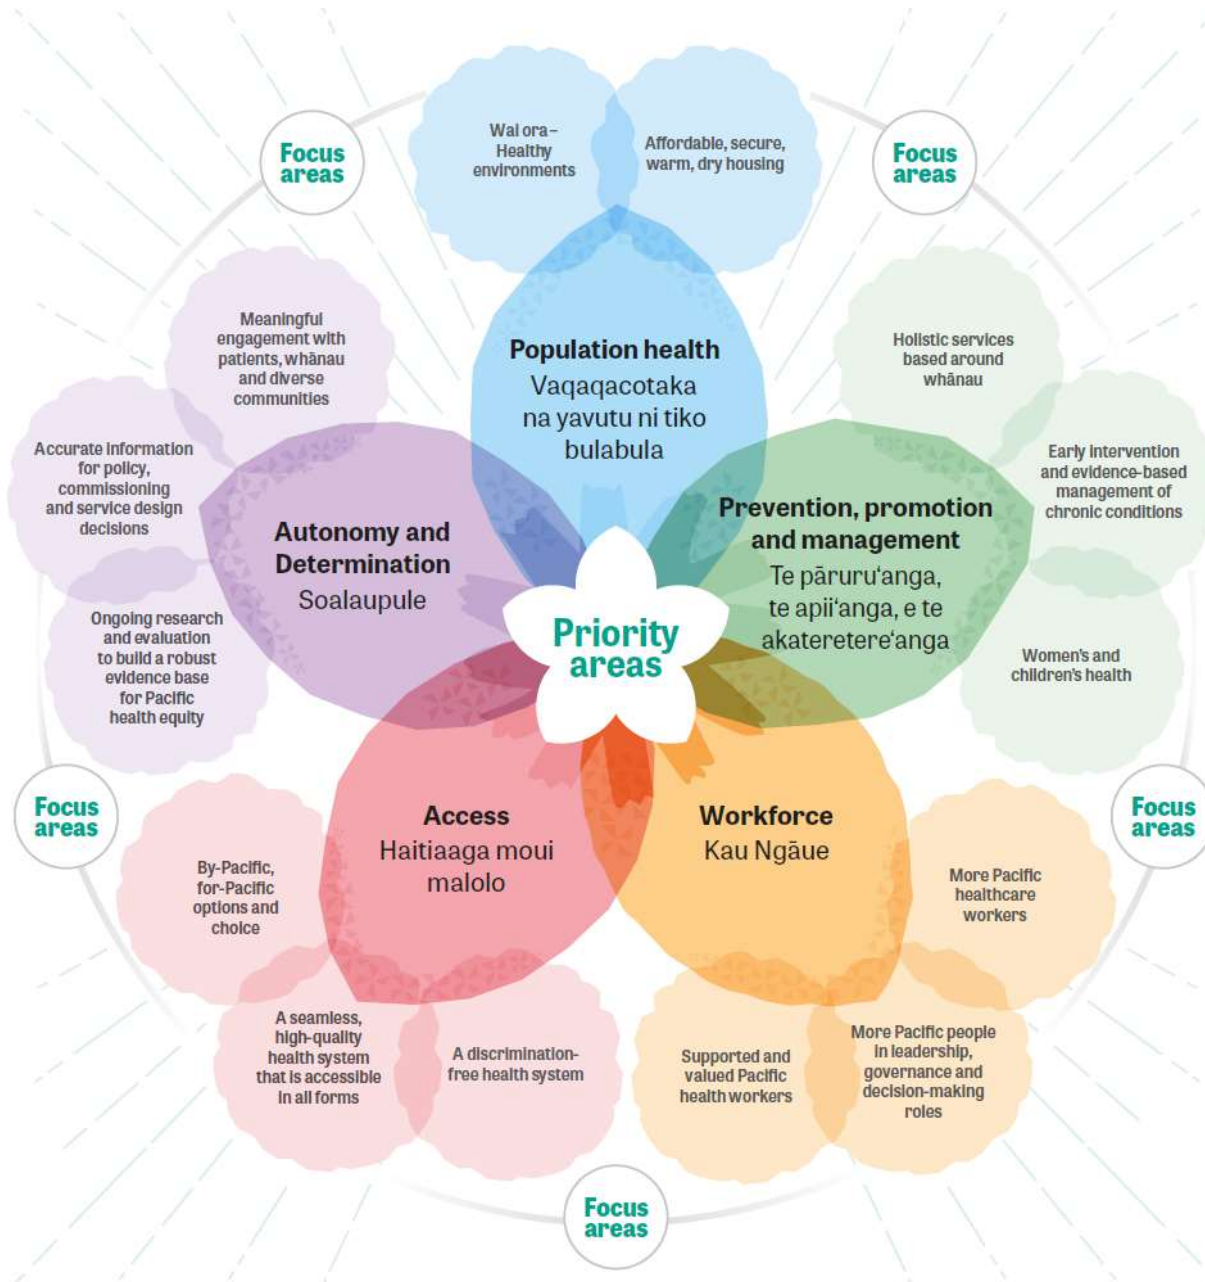 Focus
areas
Wai ora –
Healthy
environments
Affordable, secure,
warm, dry housing
Focus
areas
Population health
Vaqaqacotaka
na yavutu ni tiko
bulabula
Meaningful
engagement with
patients, whānau
and diverse
communities
Accurate information
for policy,
commissioning
and service design
decisions
Ongoing research
and evaluation
to build a robust
evidence base
for Pacific
health equity
Autonomy and
Determination
Soalaupule
Holistic services
based around
whānau
Early intervention
and evidence-based
management of
chronic conditions
Women's and
children's health
Prevention, promotion
and management
Te pāruru‘anga,
te apii‘anga, e te
akateretere‘anga
Priority
areas
Focus
areas
Access
Haitiaaga moui
malolo
By-Pacific,
for-Pacific
options and
choice
A seamless,
high-quality
health system
that is accessible
in all forms
A discrimination-
free health system
Workforce
Kau Ngāue
More Pacific
healthcare
workers
More Pacific people
in leadership,
governance and
decision-making
roles
Supported and
valued Pacific
health workers
Focus
areas
Focus
areas